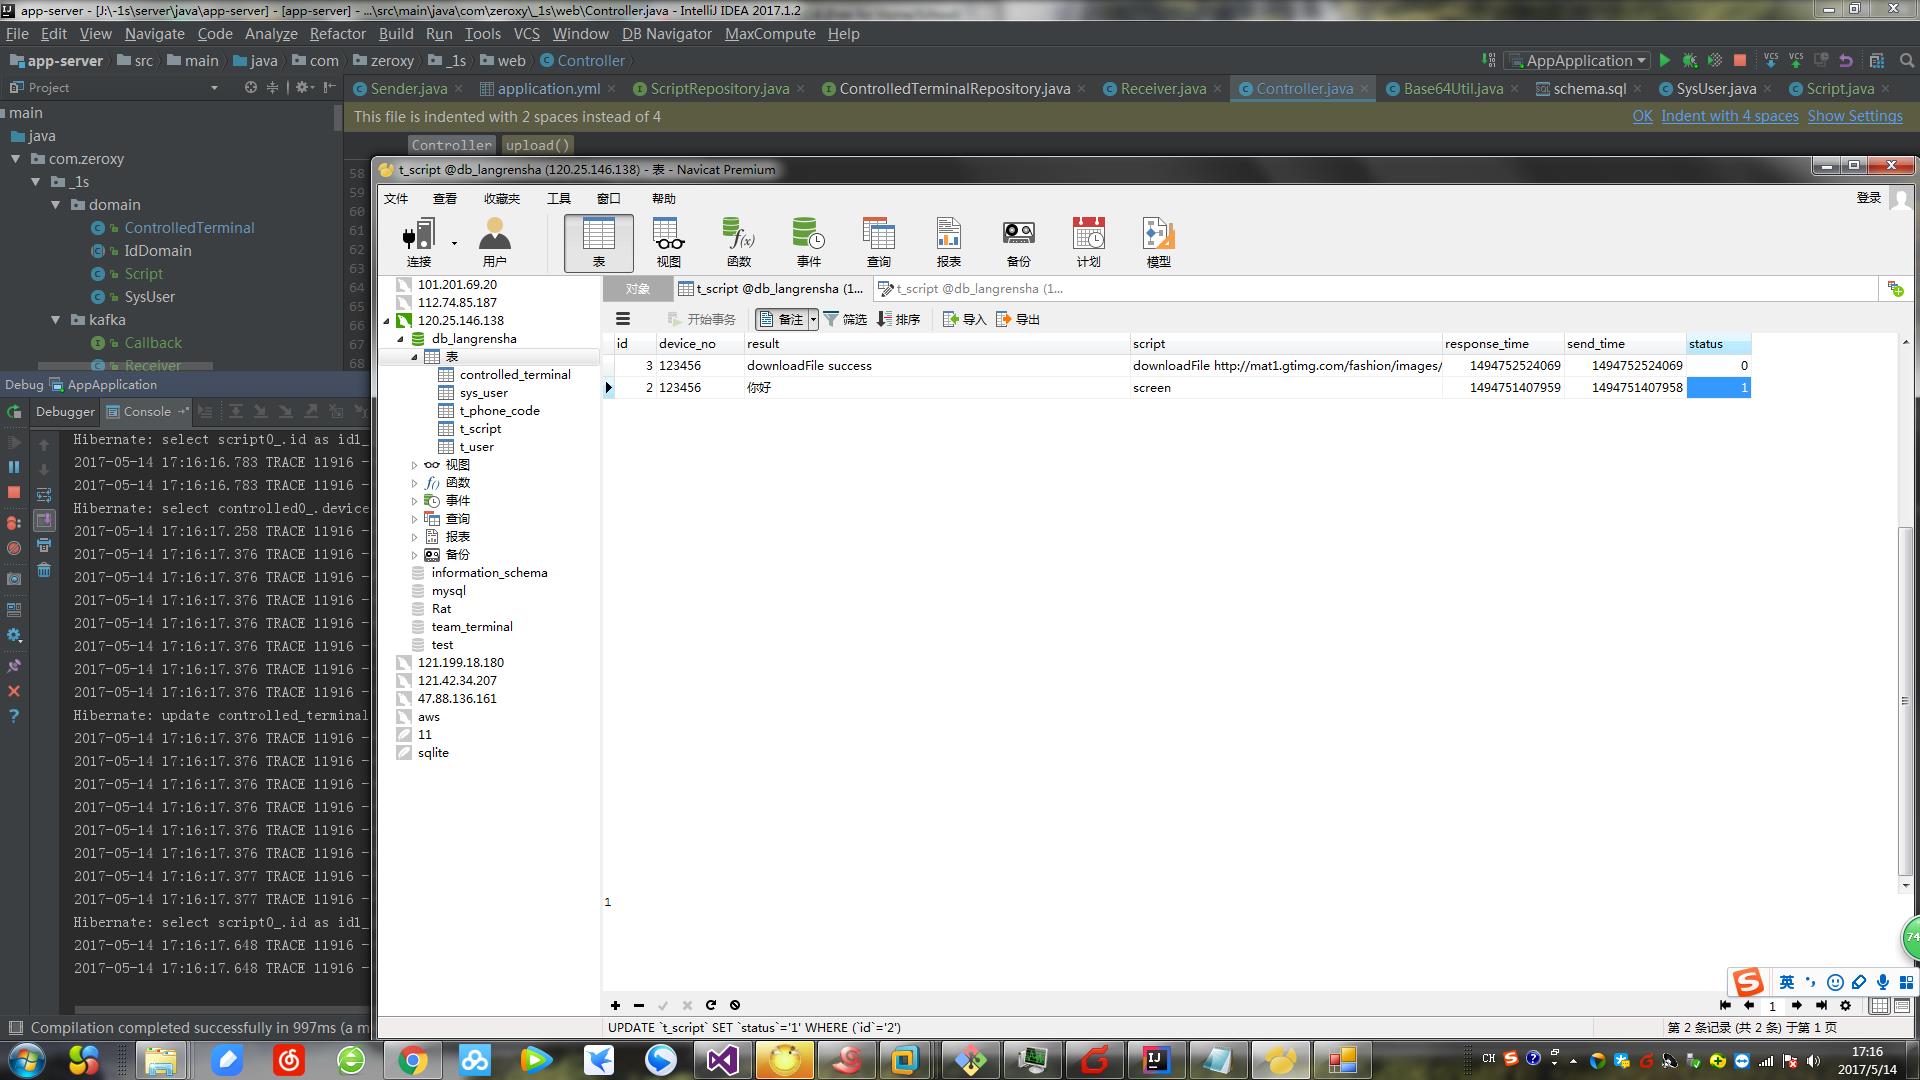 app-server - [J:\-1s\server\java\app-server] - [app-server] - ...\src\main\java\com\zeroxy\_1s\web\Controller.java - IntelliJ IDEA 2017.1.2
File Edit View Navigate Code Analyze Refactor Build Run Tools VCS Window DB Navigator MaxCompute Help
app-server src main java com zeroxy _1s web Controller AppApplication
Project Sender.java application.yml ScriptRepository.java ControlledTerminalRepository.java Receiver.java Controller.java Base64Util.java schema.sql SysUser.java Script.java
main
This file is indented with 2 spaces instead of 4 OK Indent with 4 spaces Show Settings
java
Controller upload()
com.zeroxy
_1s
domain
ControlledTerminal
IdDomain
Script
SysUser
kafka
Callback
Receiver
58
59
60
61
62
63
64
65
66
67
68
Debug AppApplication
Debugger Console
Hibernate: select script0_.id as id1_
2017-05-14 17:16:16.783 TRACE 11916 -
2017-05-14 17:16:16.783 TRACE 11916 -
Hibernate: select controlled0_.device
2017-05-14 17:16:17.258 TRACE 11916 -
2017-05-14 17:16:17.376 TRACE 11916 -
2017-05-14 17:16:17.376 TRACE 11916 -
2017-05-14 17:16:17.376 TRACE 11916 -
2017-05-14 17:16:17.376 TRACE 11916 -
2017-05-14 17:16:17.376 TRACE 11916 -
2017-05-14 17:16:17.376 TRACE 11916 -
2017-05-14 17:16:17.376 TRACE 11916 -
Hibernate: update controlled_terminal
2017-05-14 17:16:17.376 TRACE 11916 -
2017-05-14 17:16:17.376 TRACE 11916 -
2017-05-14 17:16:17.376 TRACE 11916 -
2017-05-14 17:16:17.376 TRACE 11916 -
2017-05-14 17:16:17.376 TRACE 11916 -
2017-05-14 17:16:17.376 TRACE 11916 -
2017-05-14 17:16:17.377 TRACE 11916 -
2017-05-14 17:16:17.377 TRACE 11916 -
Hibernate: select script0_.id as id1_
2017-05-14 17:16:17.648 TRACE 11916 -
2017-05-14 17:16:17.648 TRACE 11916 -
Compilation completed successfully in 997ms (a m
t_script @db_langrensha (120.25.146.138) - 表 - Navicat Premium
文件 查看 收藏夹 工具 窗口 帮助 登录
连接 用户 表 视图 函数 事件 查询 报表 备份 计划 模型
101.201.69.20
112.74.85.187
120.25.146.138
db_langrensha
表
controlled_terminal
sys_user
t_phone_code
t_script
t_user
视图
函数
事件
查询
报表
备份
information_schema
mysql
Rat
team_terminal
test
121.199.18.180
121.42.34.207
47.88.136.161
aws
11
sqlite
对象 t_script @db_langrensha (1... t_script @db_langrensha (1...
开始事务 备注 筛选 排序 导入 导出
id device_no result script response_time send_time status
3 123456 downloadFile success downloadFile http://mat1.gtimg.com/fashion/images/ 1494752524069 1494752524069 0
2 123456 你好 screen 1494751407959 1494751407958 1
1
74
英
1
UPDATE `t_script` SET `status`='1' WHERE (`id`='2') 第 2 条记录 (共 2 条) 于第 1 页
CH 17:16
2017/5/14